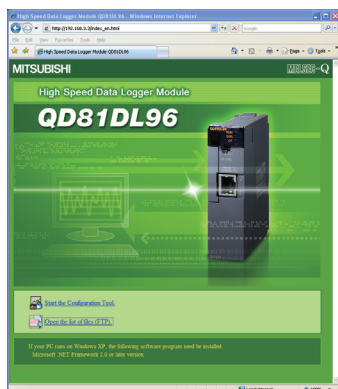 High Speed Data Logger Module QD81DL96 - Windows Internet Explorer
http://192.168.3.3/index_en.html
Google
File Edit View Favorites Tools Help
High Speed Data Logger Module QD81DL96
Page
Tools
MITSUBISHI
MELSEC-Q
High Speed Data Logger Module
QD81DL96
Start the Configuration Tool.
Open the list of files (FTP).
If your PC runs on Windows XP, the following software program need be installed.
Microsoft .NET Framework 2.0 or later version